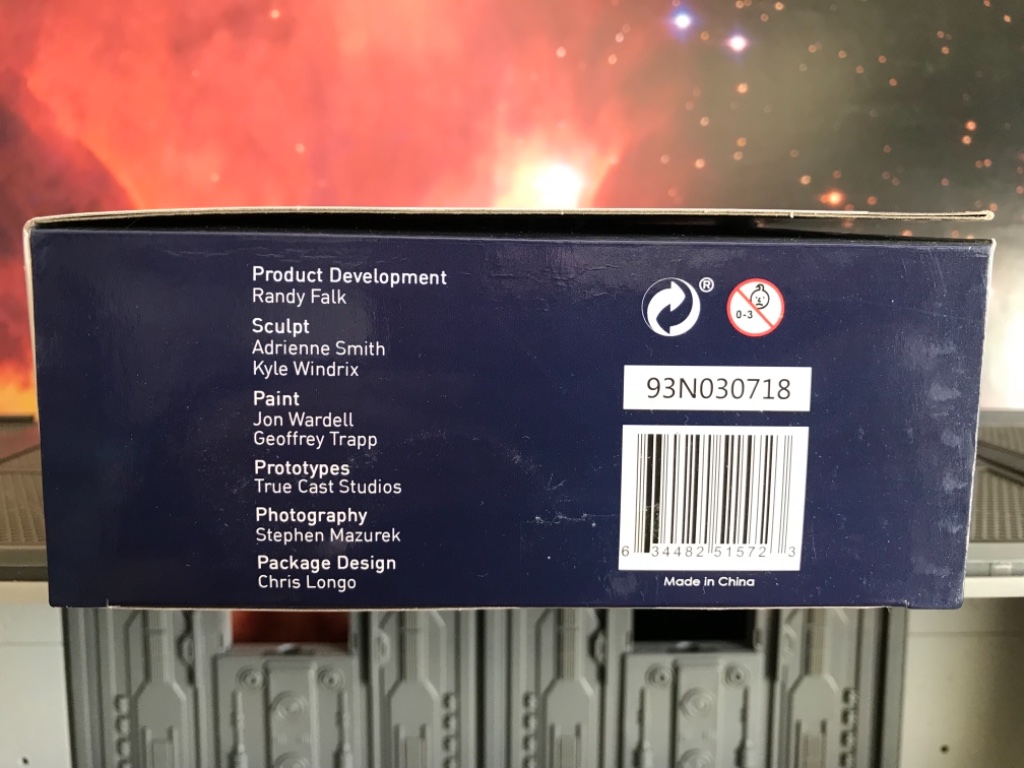 Product Development
Randy Falk
Sculpt
Adrienne Smith
Kyle Windrix
Paint
Jon Wardell
Geoffrey Trapp
Prototypes
True Cast Studios
Photography
Stephen Mazurek
Package Design
Chris Longo
®
0-3
93N030718
6 34482 51572 3
Made in China